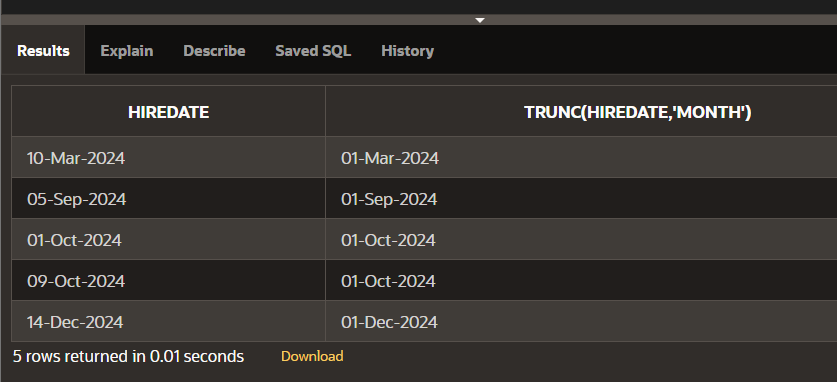 Results Explain Describe Saved SQL History
HIREDATE TRUNC(HIREDATE,'MONTH')
10-Mar-2024 01-Mar-2024
05-Sep-2024 01-Sep-2024
01-Oct-2024 01-Oct-2024
09-Oct-2024 01-Oct-2024
14-Dec-2024 01-Dec-2024
5 rows returned in 0.01 seconds Download